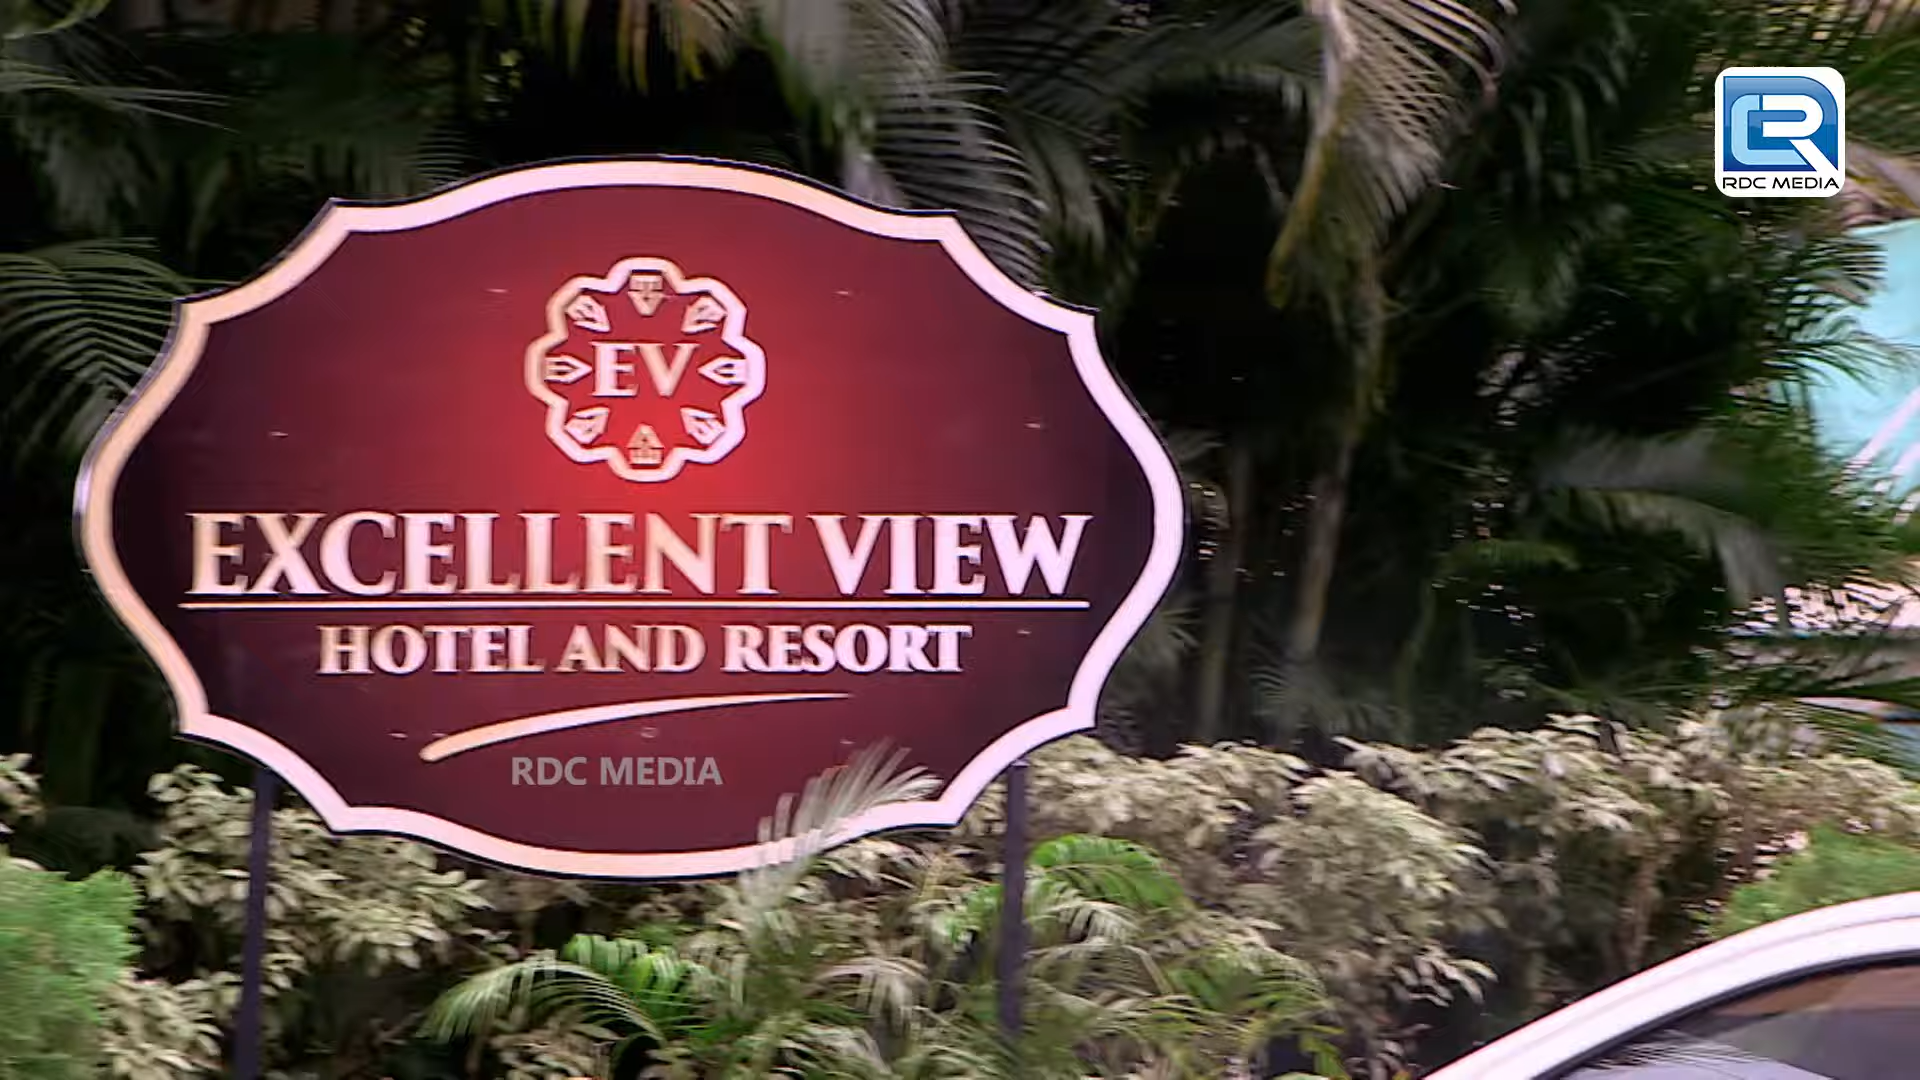 RDC MEDIA
EV
EXCELLENT VIEW
HOTEL AND RESORT
RDC MEDIA